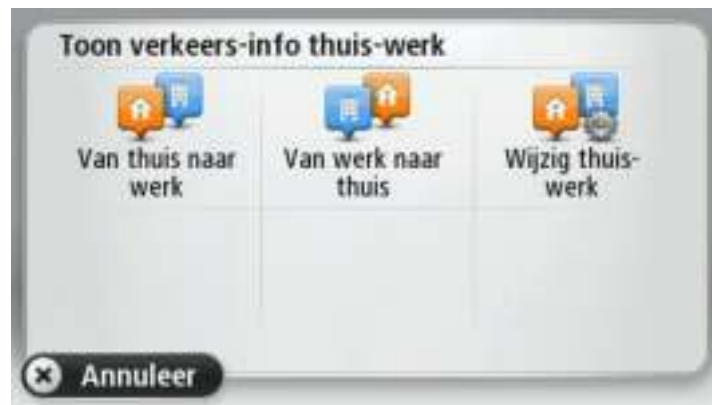 Toon verkeers-info thuis-werk
Van thuis naar
werk
Van werk naar
thuis
Wijzig thuis-
werk
Annuleer